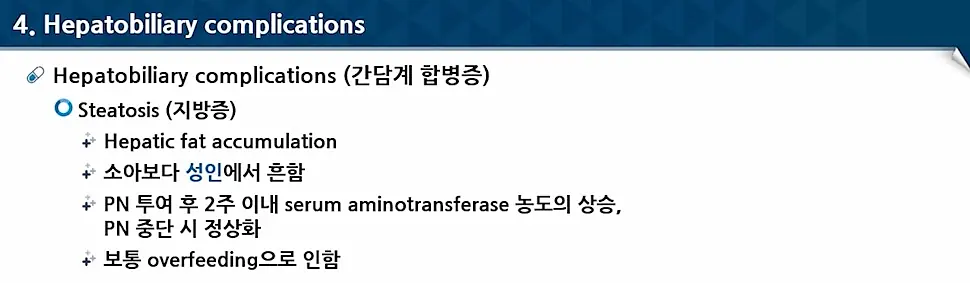 4. Hepatobiliary complications
Hepatobiliary complications (간담계 합병증)
Steatosis (지방증)
Hepatic fat accumulation
소아보다 성인에서 흔함
PN 투여 후 2주 이내 serum aminotransferase 농도의 상승,
PN 중단 시 정상화
보통 overfeeding으로 인함